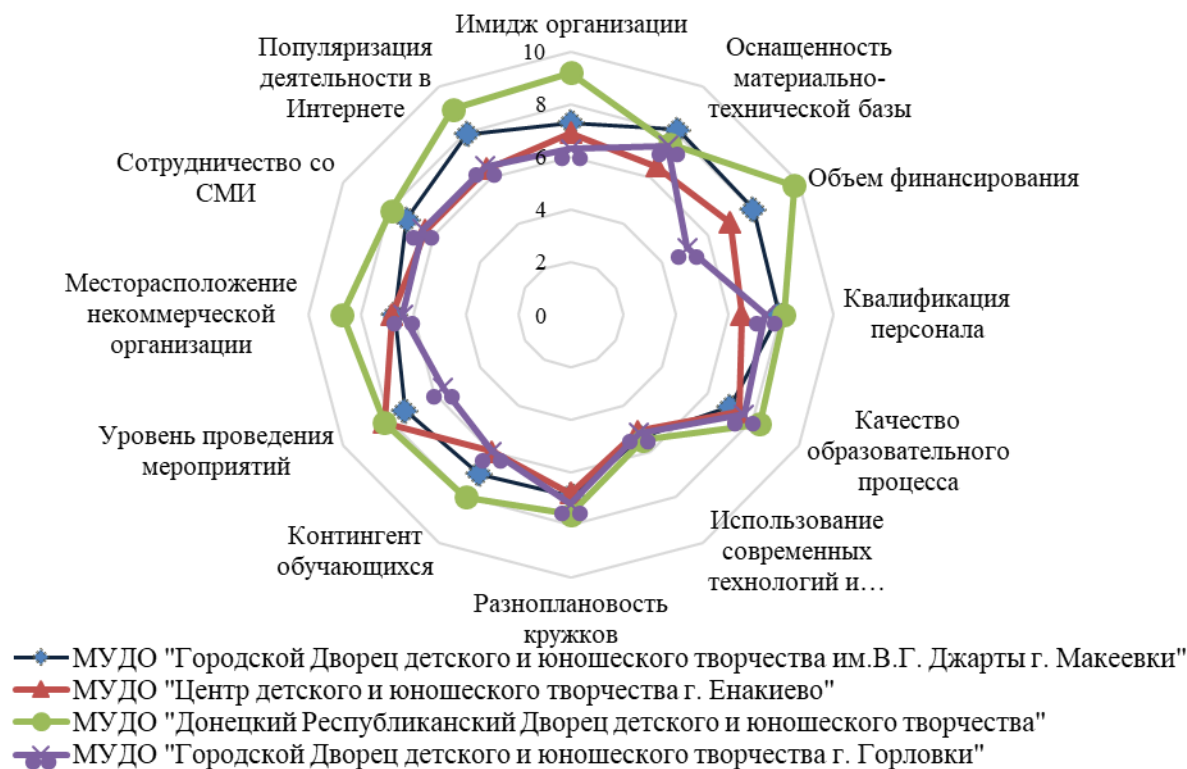 Имидж организации
Популяризация
деятельности в
Интернете
Оснащенность
материально-
технической базы
10
8
6
4
2
0
Сотрудничество со
СМИ
Объем финансирования
Месторасположение
некоммерческой
организации
Квалификация
персонала
Уровень проведения
мероприятий
Качество
образовательного
процесса
Контингент
обучающихся
Использование
современных
технологий и…
Разноплановость
кружков
МУДО "Городской Дворец детского и юношеского творчества им.В.Г. Джарты г. Макеевки"
МУДО "Центр детского и юношеского творчества г. Енакиево"
МУДО "Донецкий Республиканский Дворец детского и юношеского творчества"
МУДО "Городской Дворец детского и юношеского творчества г. Горловки"